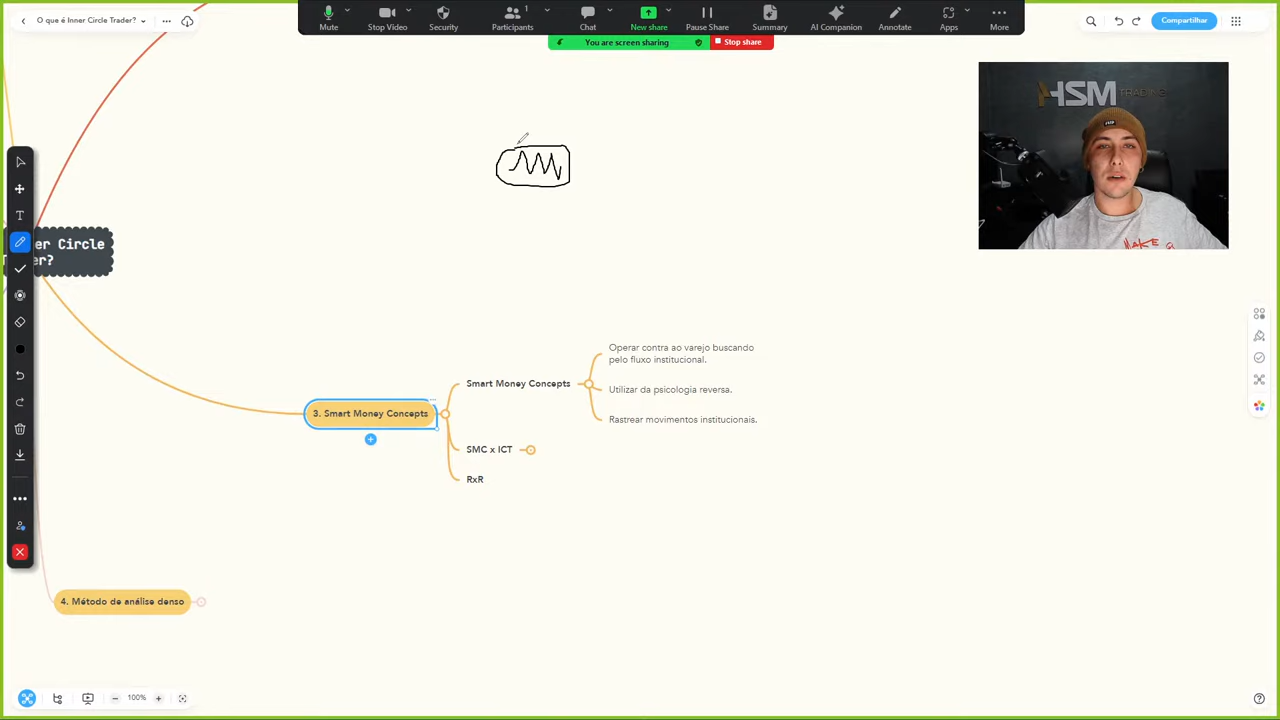 O que é Inner Circle Trader?
Mute
Stop Video
Security
Participants
1
Chat
New share
Pause Share
Summary
AI Companion
Annotate
Apps
More
You are screen sharing
Stop share
Compartilhar
HSM
TRADING
MAKE
er Circle
er?
Operar contra ao varejo buscando
pelo fluxo institucional.
Smart Money Concepts
Utilizar da psicologia reversa.
3. Smart Money Concepts
Rastrear movimentos institucionais.
SMC x ICT
RxR
4. Método de análise denso
100%